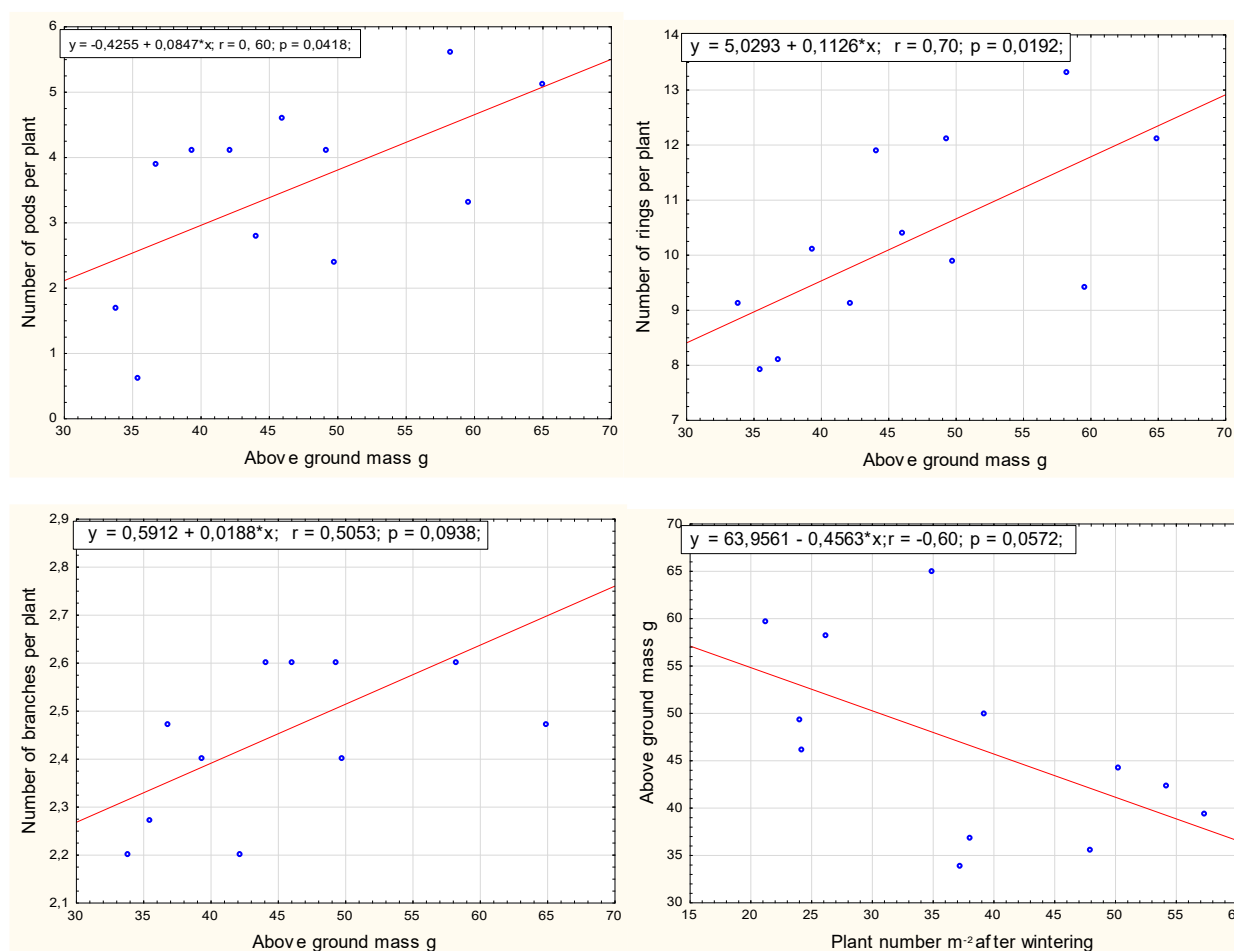 y = -0,4255 + 0,0847*x; r = 0, 60; p = 0,0418;
Number of pods per plant
6
5
4
3
2
1
0
30 35 40 45 50 55 60 65 70
Above ground mass g
y = 5,0293 + 0,1126*x; r = 0,70; p = 0,0192;
Number of rings per plant
14
13
12
11
10
9
8
7
30 35 40 45 50 55 60 65 70
Above ground mass g
y = 0,5912 + 0,0188*x; r = 0,5053; p = 0,0938;
Number of branches per plant
2,9
2,8
2,7
2,6
2,5
2,4
2,3
2,2
2,1
30 35 40 45 50 55 60 65 70
Above ground mass g
y = 63,9561 - 0,4563*x;r = -0,60; p = 0,0572;
Above ground mass g
70
65
60
55
50
45
40
35
30
15 20 25 30 35 40 45 50 55
Plant number m⁻² after wintering